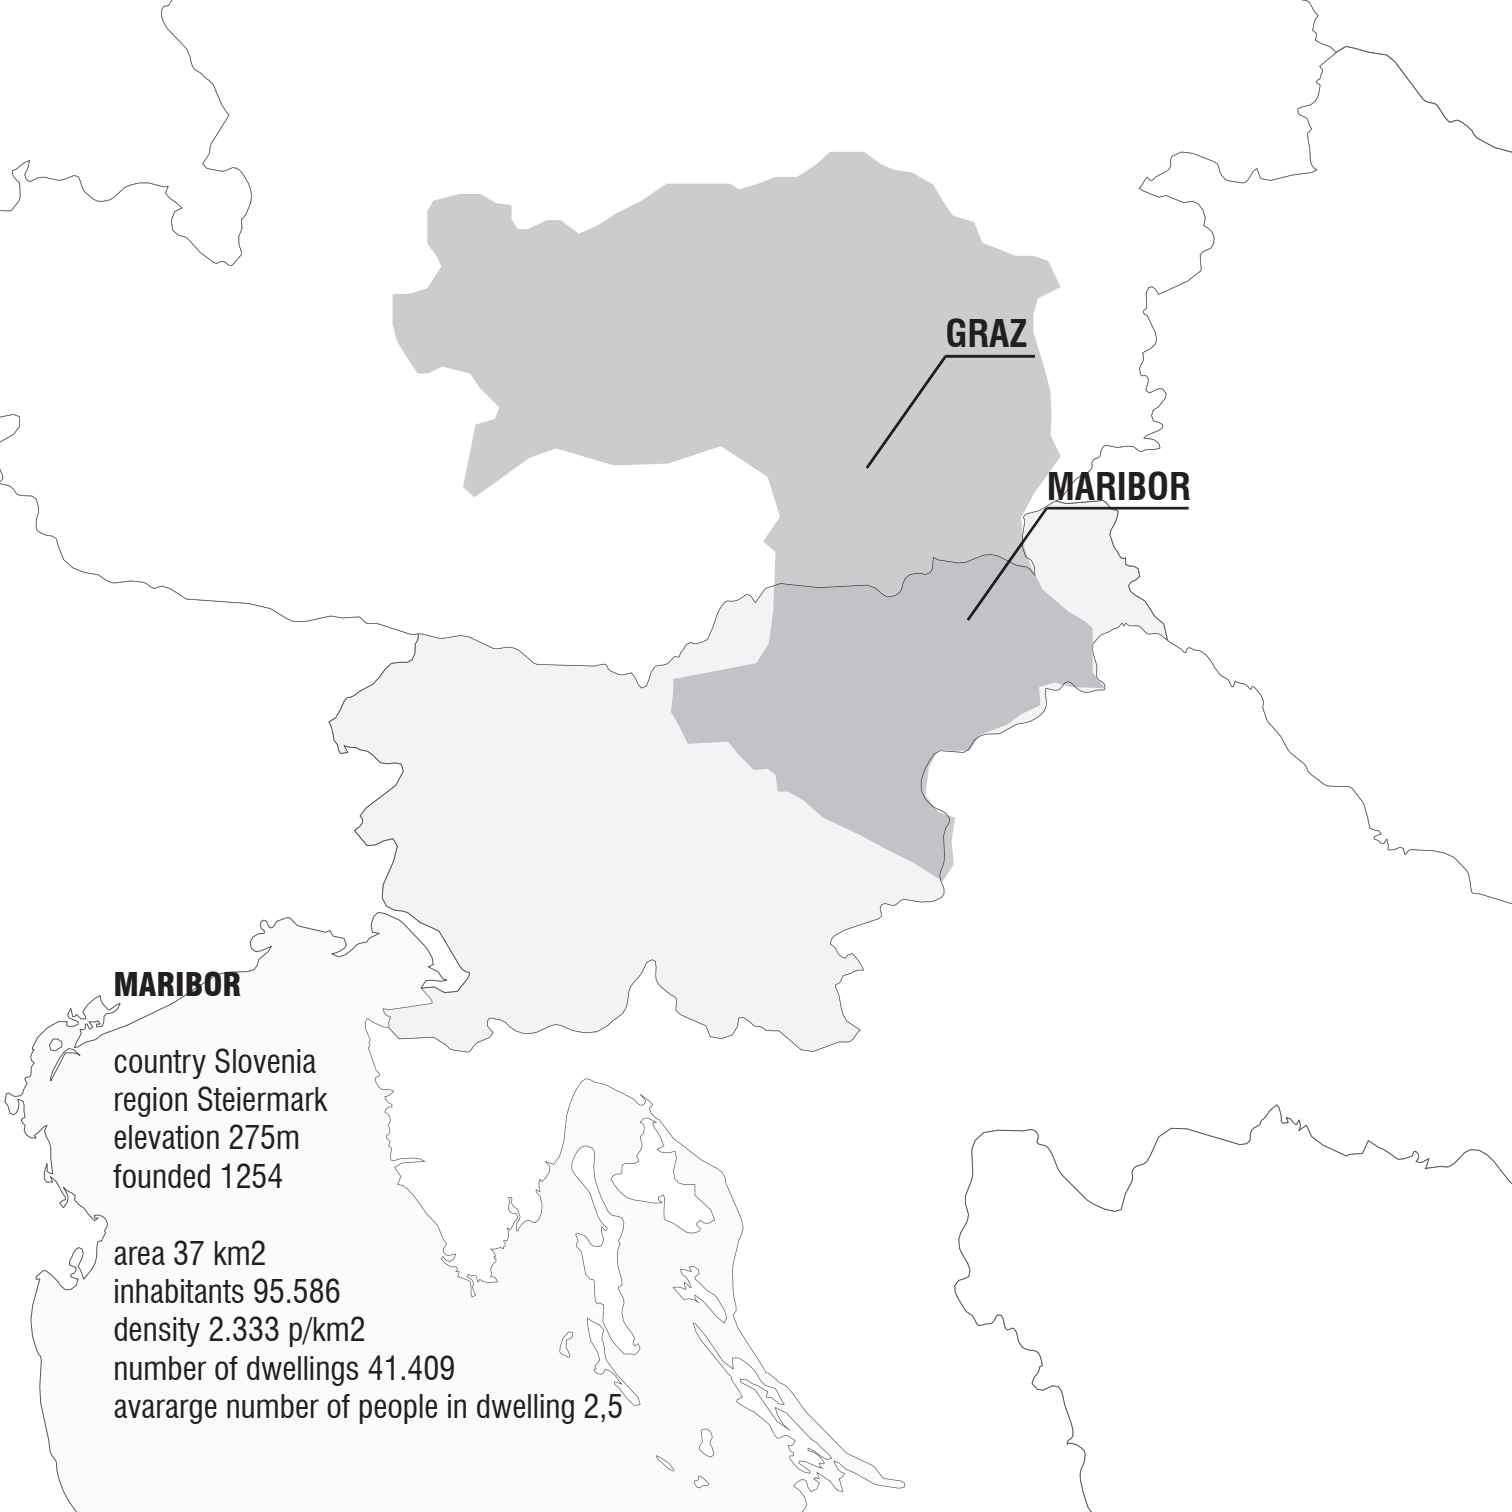 GRAZ
MARIBOR
MARIBOR
country Slovenia
region Steiermark
elevation 275m
founded 1254
area 37 km2
inhabitants 95.586
density 2.333 p/km2
number of dwellings 41.409
avararge number of people in dwelling 2,5